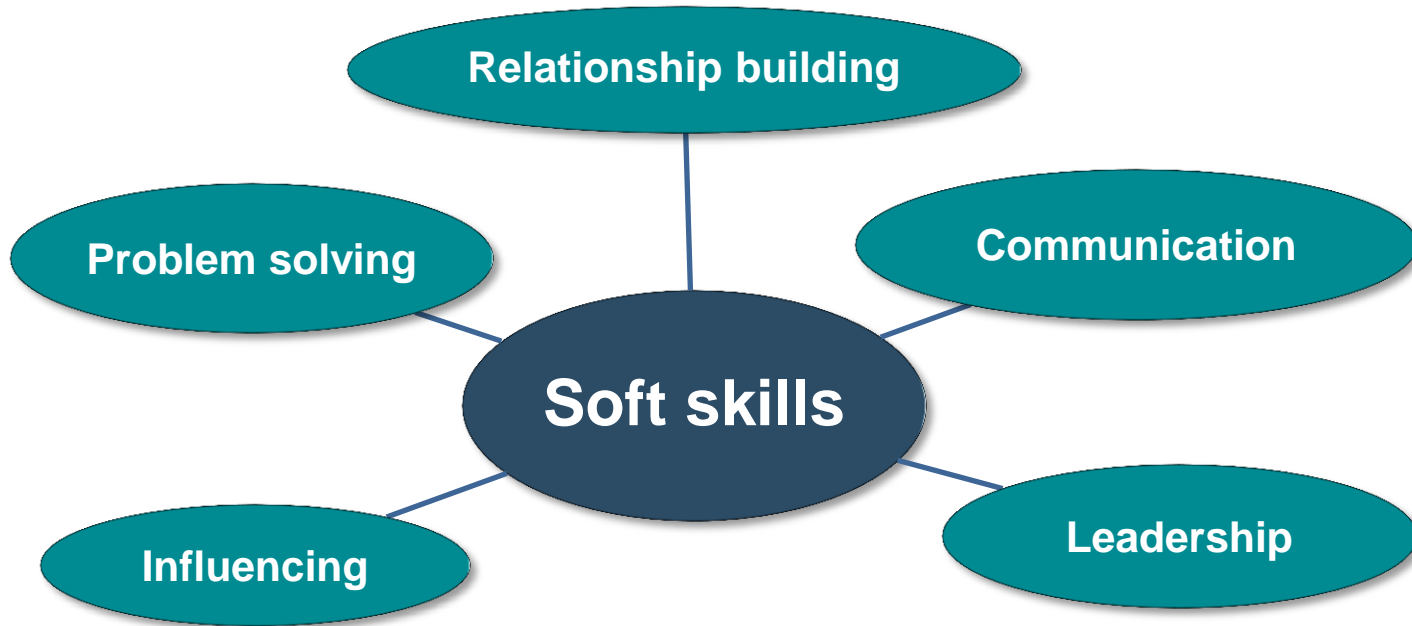 Relationship building
Problem solving
Communication
Soft skills
Influencing
Leadership